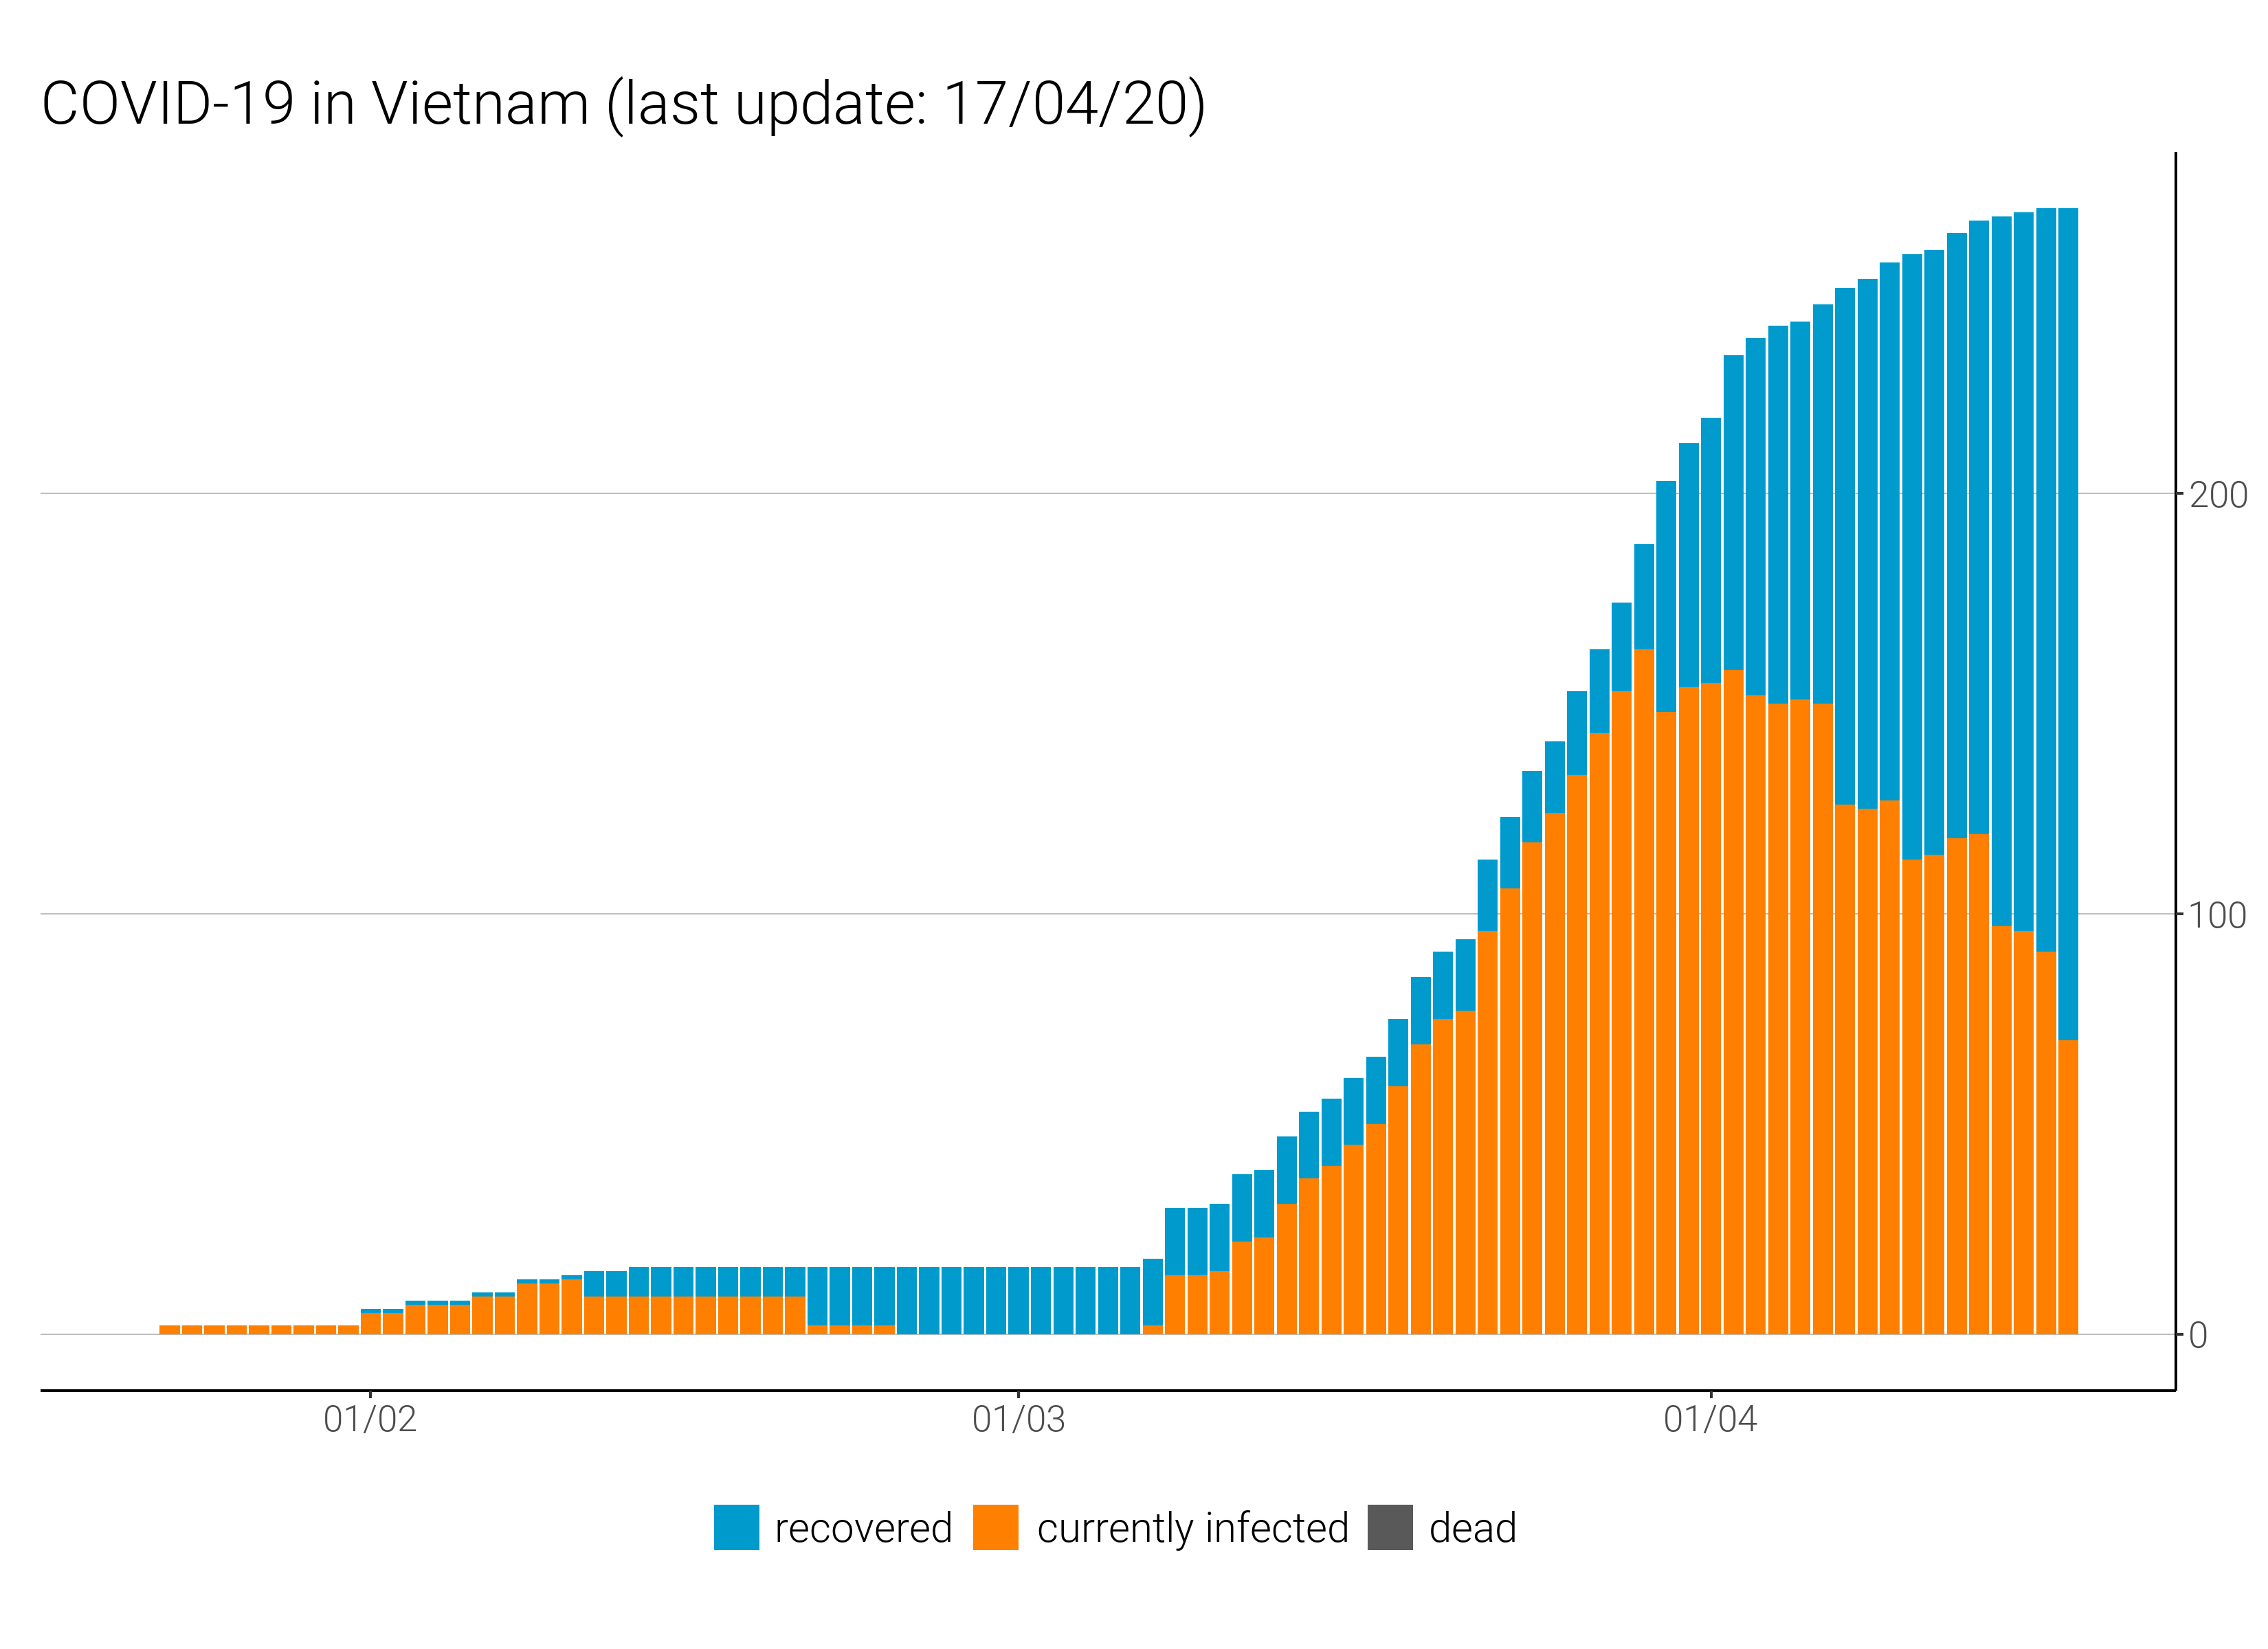 COVID-19 in Vietnam (last update: 17/04/20)
200
100
0
01/02 01/03 01/04
recovered currently infected dead